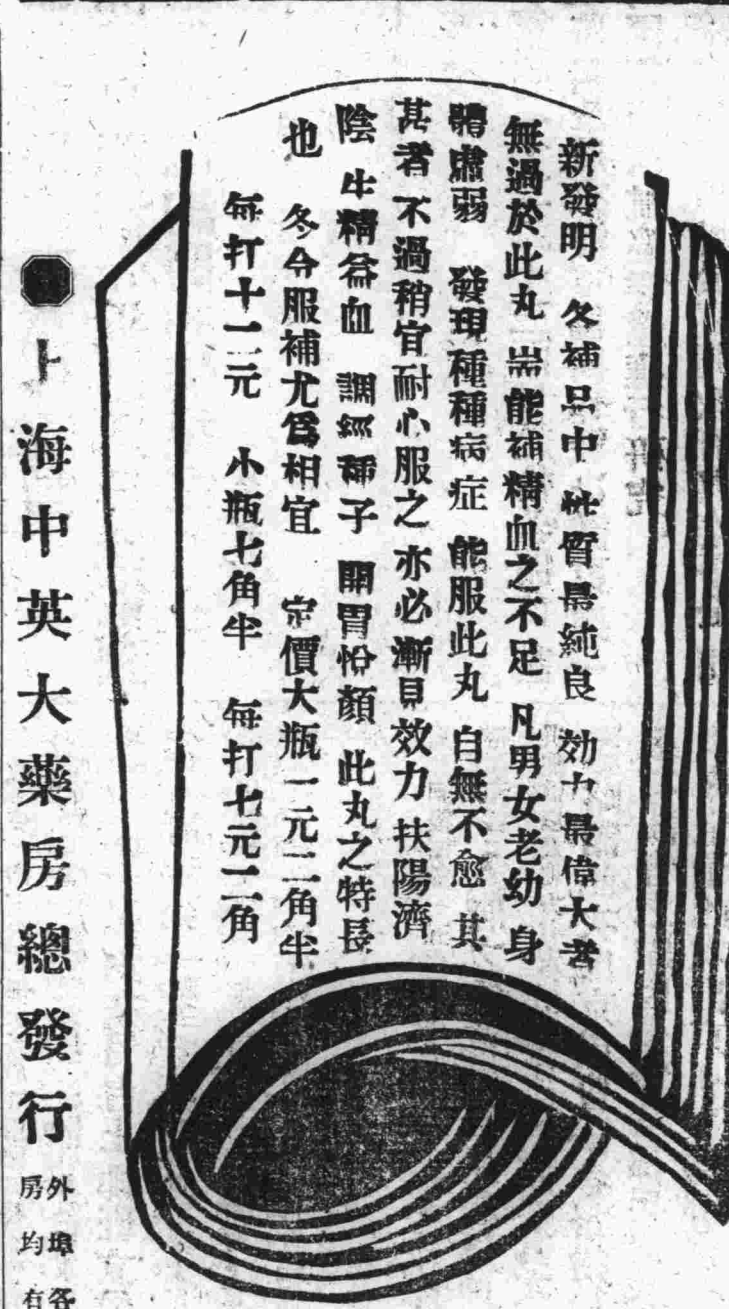 新發明 各補品中 性質最純良 効力最偉大者
無過於此丸 耑能補精血之不足 凡男女老幼 身
體虛弱 發現種種病症 能服此丸 自無不愈 其
甚者 不過稍宜耐心服之 亦必漸見效力 扶陽濟
陰 生精益血 調經種子 開胃怡顏 此丸之特長
也 冬令服補尤爲相宜 定價大瓶一元二角半
每打十二元 小瓶七角半 每打七元二角
上海中英大藥房總發行
外埠各
房均有